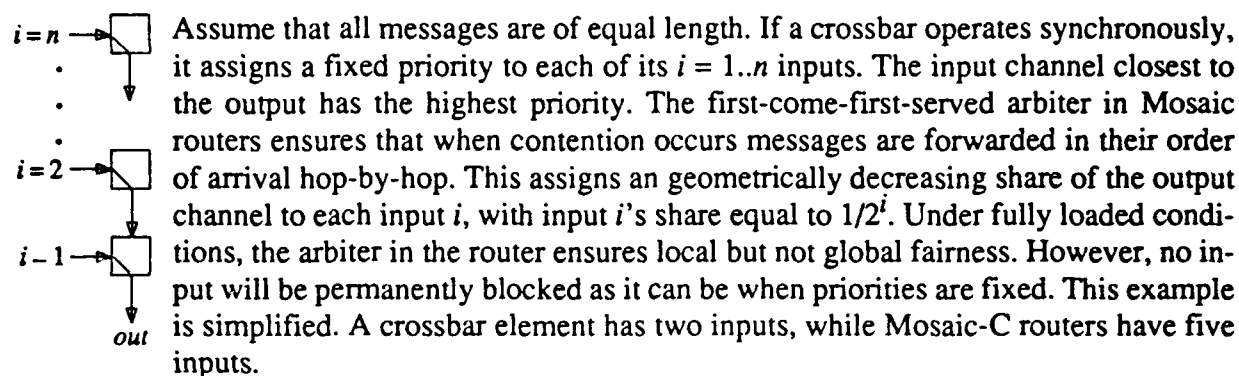 i = n
Assume that all messages are of equal length. If a crossbar operates synchronously,
it assigns a fixed priority to each of its i = 1..n inputs. The input channel closest to
the output has the highest priority. The first-come-first-served arbiter in Mosaic
routers ensures that when contention occurs messages are forwarded in their order
i = 2
of arrival hop-by-hop. This assigns an geometrically decreasing share of the output
channel to each input i, with input i's share equal to 1/2^i. Under fully loaded condi-
i – 1
tions, the arbiter in the router ensures local but not global fairness. However, no in-
put will be permanently blocked as it can be when priorities are fixed. This example
out
is simplified. A crossbar element has two inputs, while Mosaic-C routers have five
inputs.